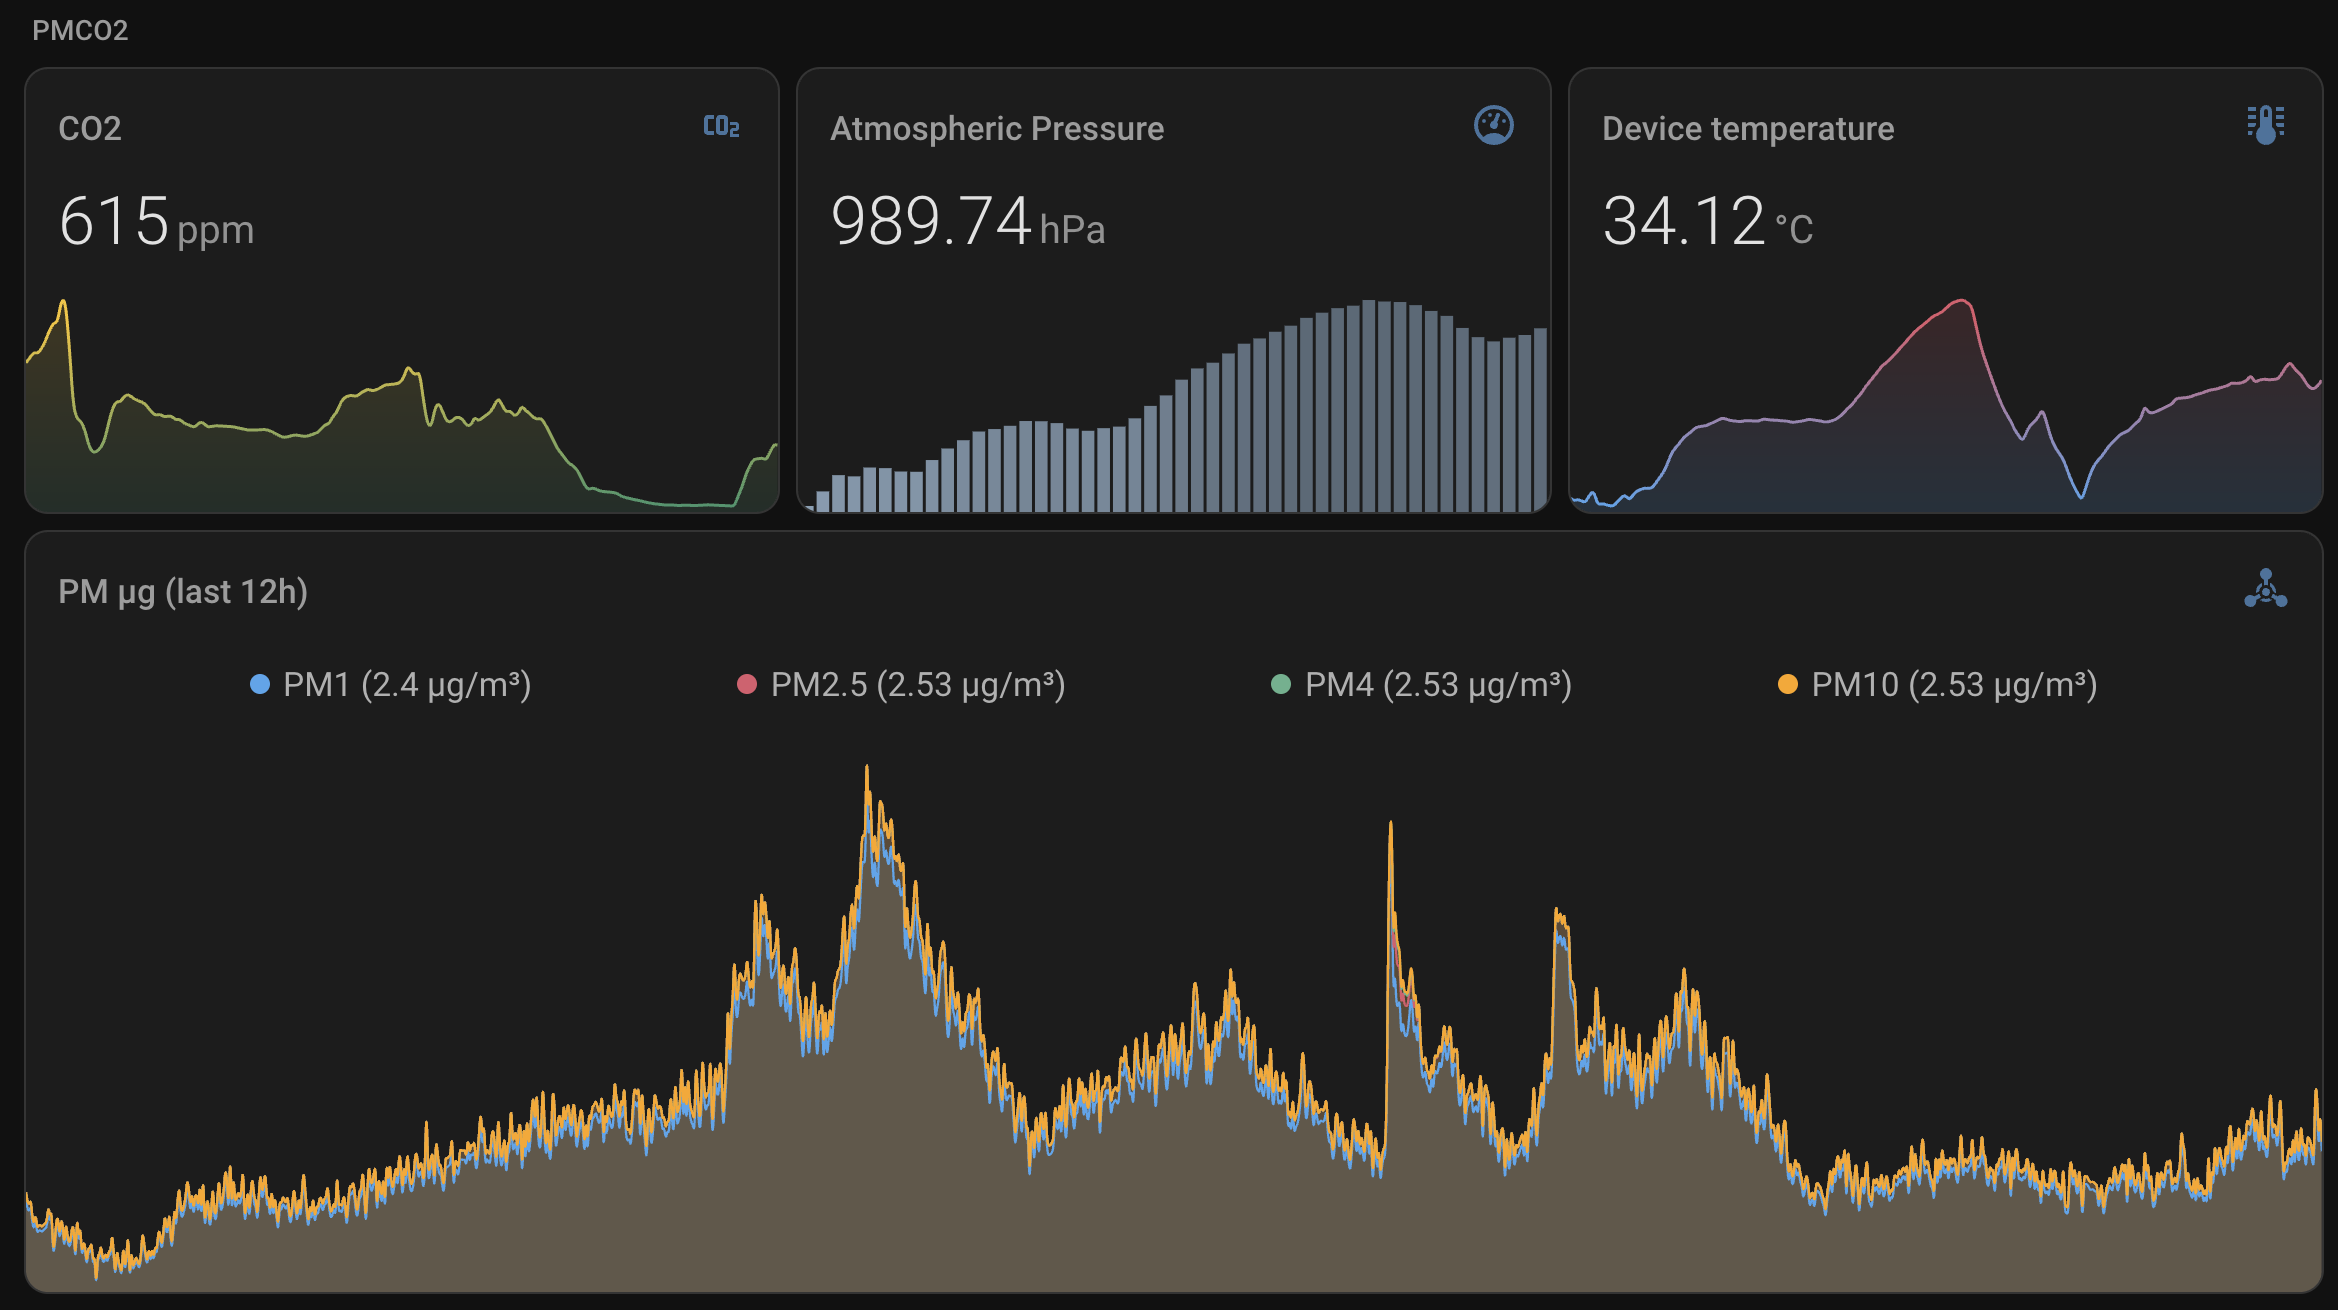 PMCO2
CO2
CO2
615 ppm
Atmospheric Pressure
989.74 hPa
Device temperature
34.12 °C
PM µg (last 12h)
PM1 (2.4 µg/m³)
PM2.5 (2.53 µg/m³)
PM4 (2.53 µg/m³)
PM10 (2.53 µg/m³)